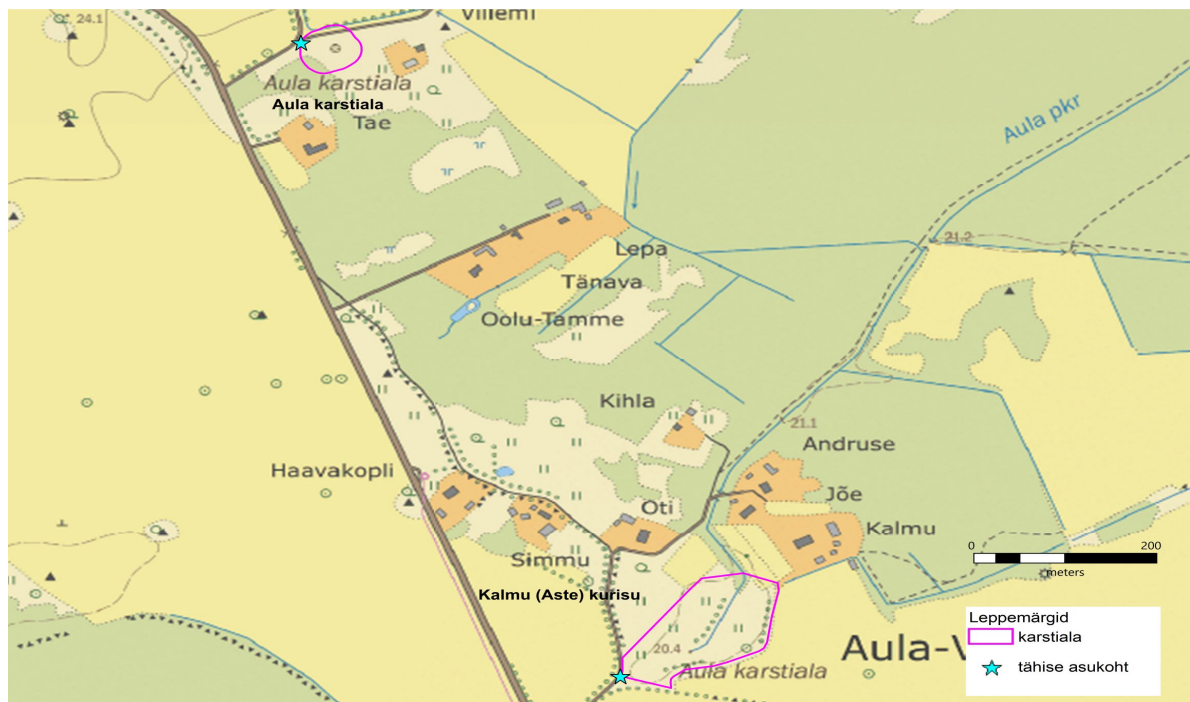 24.1
Villemi
Aula karstiala
Aula karstiala
Tae
Aula pkr
21.2
Lepa
Tänava
Oolu-Tamme
Kihla
21.1
Andruse
Haavakopli
Jõe
Oti
Kalmu
Simmu
0 200
meters
Kalmu (Aste) kurisu
20.4
Aula karstiala
Aula-V
Leppemärgid
karstiala
tähise asukoht